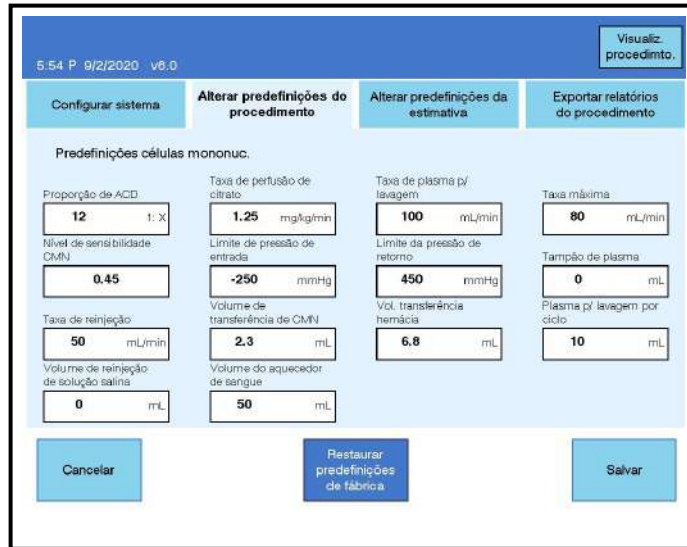 Visualiz.
procedimto.
5:54 P 9/2/2020 v6.0
Configurar sistema
Alterar predefinições do
procedimento
Alterar predefinições da
estimativa
Exportar relatórios
do procedimento
Predefinições células mononuc.
Proporção de ACD
12 1: X
Taxa de perfusão de
citrato
1.25 mg/kg/min
Taxa de plasma p/
lavagem
100 mL/min
Taxa máxima
80 mL/min
Nível de sensibilidade
CMN
0.45
Limite de pressão de
entrada
-250 mmHg
Limite da pressão de
retorno
450 mmHg
Tampão de plasma
0 mL
Taxa de reinjeção
50 mL/min
Volume de
transferência de CMN
2.3 mL
Vol. transferência
hemácia
6.8 mL
Plasma p/ lavagem por
ciclo
10 mL
Volume de reinjeção
de solução salina
0 mL
Volume do aquecedor
de sangue
50 mL
Cancelar
Restaurar
predefinições
de fábrica
Salvar